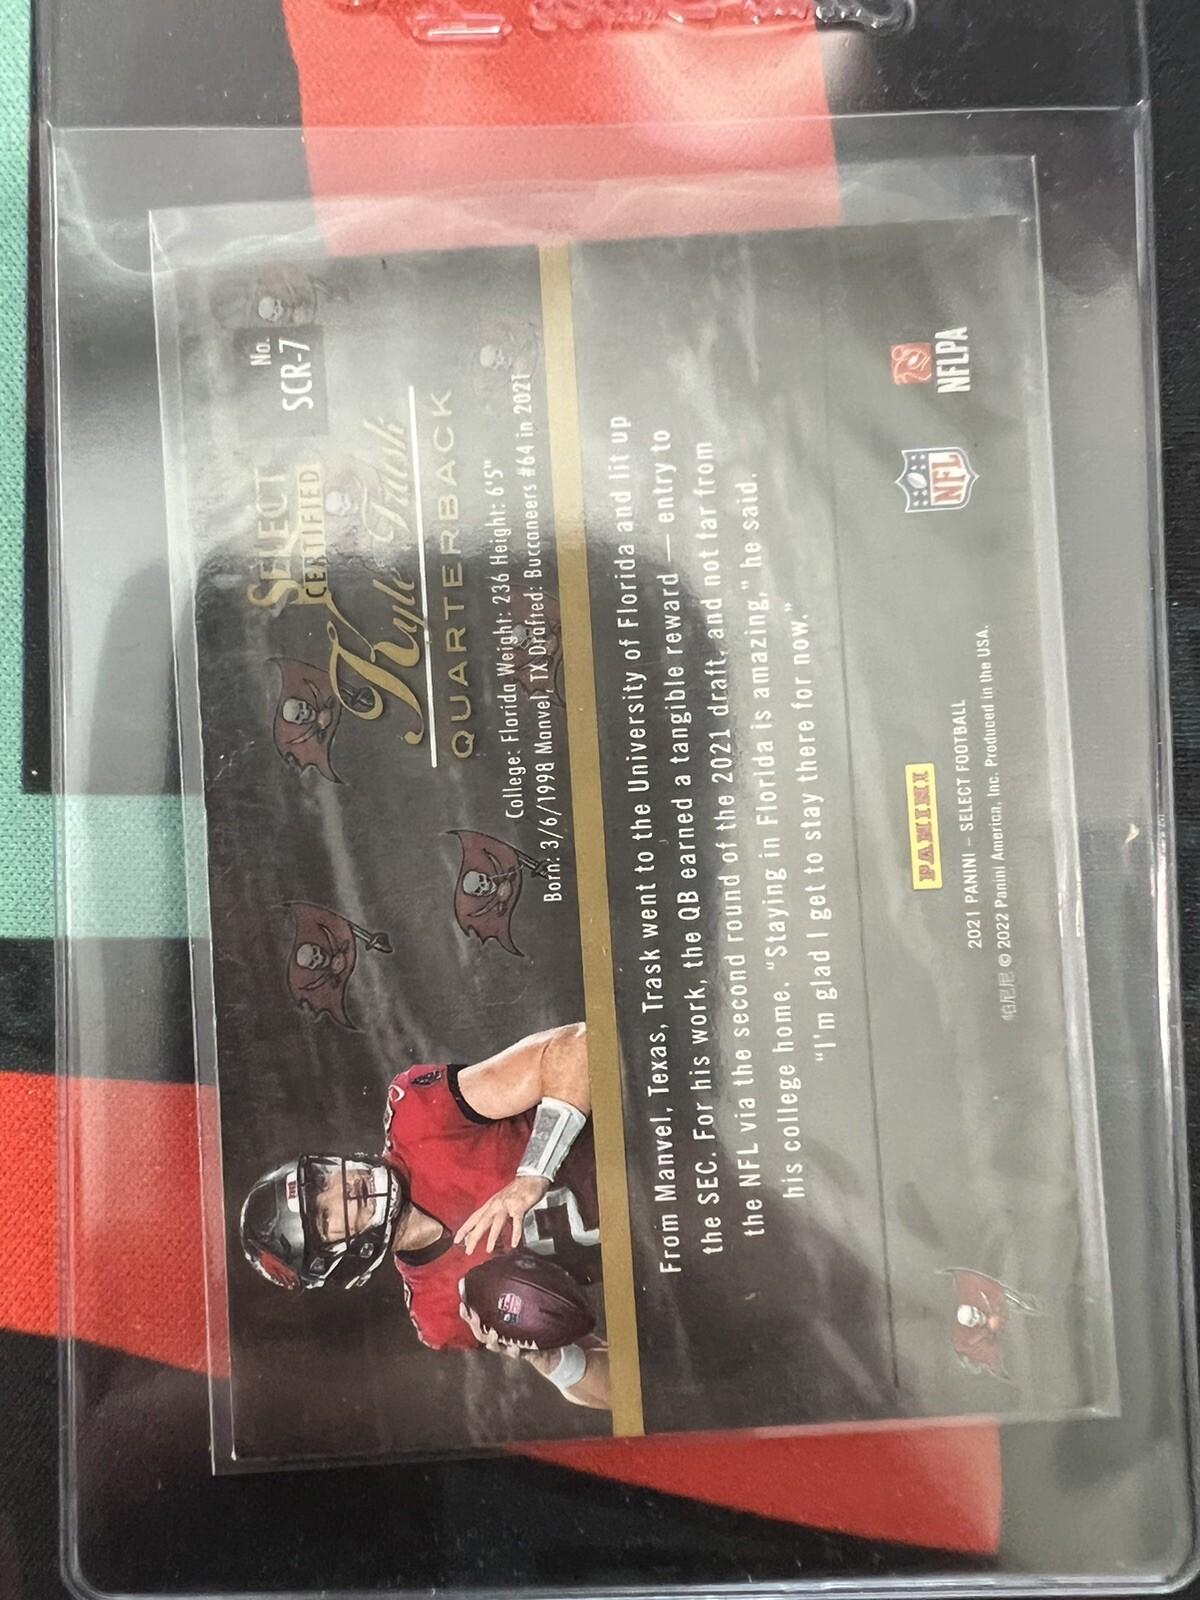 No.
SCR-7
SELECT
CERTIFIED
Kyle Trask
QUARTERBACK
College: Florida Weight: 236 Height: 6'5"
Born: 3/6/1998 Manvel, TX Drafted: Buccaneers #64 in 2021
From Manvel, Texas, Trask went to the University of Florida and lit up
the SEC. For his work, the QB earned a tangible reward — entry to
the NFL via the second round of the 2021 draft, and not far from
his college home. "Staying in Florida is amazing," he said.
"I'm glad I get to stay there for now."
NFLPA
NFL
PANINI
2021 PANINI – SELECT FOOTBALL
帕尼尼 © 2022 Panini America, Inc. Produced in the USA.